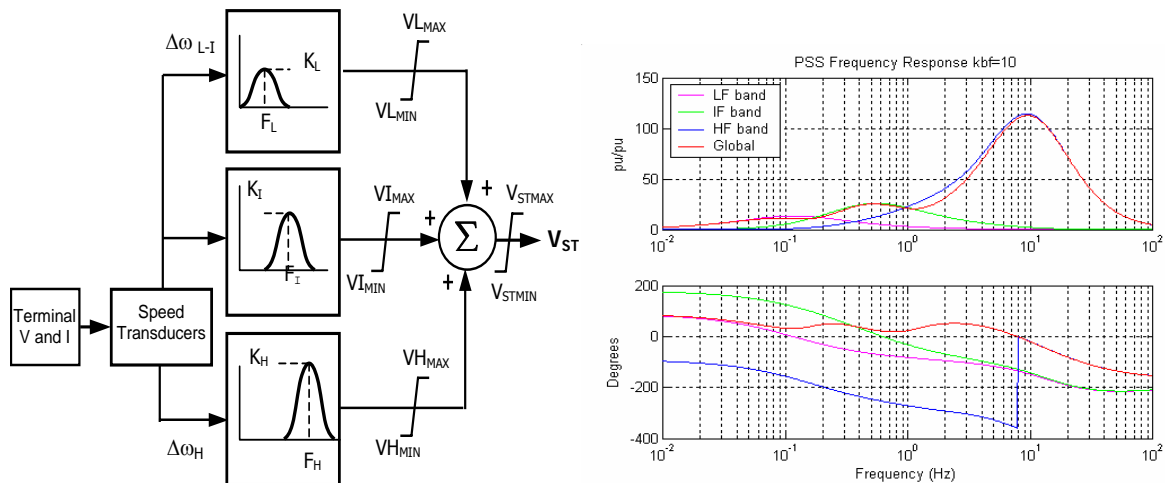 Δω L-I
K_L
F_L
VL_MAX
VL_MIN
K_I
F_I
VI_MAX
VI_MIN
Terminal
V and I
Speed
Transducers
Δω_H
K_H
F_H
VH_MAX
VH_MIN
+
+
+
Σ
V_STMAX
V_STMIN
V_ST
PSS Frequency Response kbf=10
LF band
IF band
HF band
Global
pu/pu
150
100
50
0
10^-2
10^-1
10^0
10^1
10^2
Degrees
200
0
-200
-400
10^-2
10^-1
10^0
10^1
10^2
Frequency (Hz)